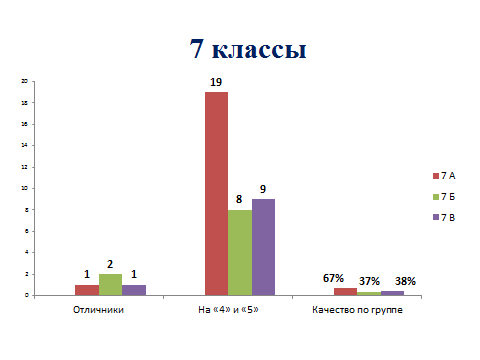 7 классы
20
18
16
14
12
10
8
6
4
2
0
1
2
1
19
8
9
67%
37%
38%
Отличники
На «4» и «5»
Качество по группе
7 А
7 Б
7 В